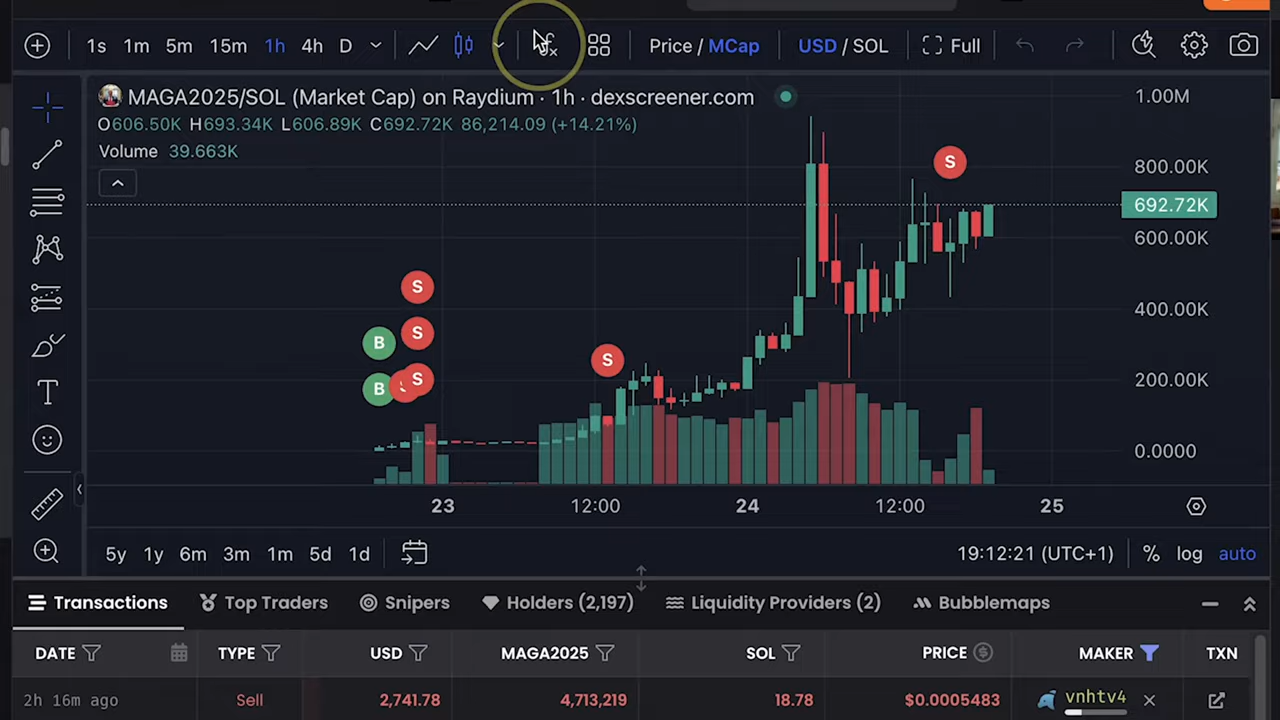 1s 1m 5m 15m 1h 4h D Price / MCap USD / SOL Full
MAGA2025/SOL (Market Cap) on Raydium · 1h · dexscreener.com
O606.50K H693.34K L606.89K C692.72K 86,214.09 (+14.21%)
Volume 39.663K
1.00M
800.00K
692.72K
600.00K
400.00K
200.00K
0.0000
S
S
B
S
S
B
S
23 12:00 24 12:00 25
5y 1y 6m 3m 1m 5d 1d 19:12:21 (UTC+1) % log auto
Transactions Top Traders Snipers Holders (2,197) Liquidity Providers (2) Bubblemaps
DATE TYPE USD MAGA2025 SOL PRICE MAKER TXN
2h 16m ago Sell 2,741.78 4,713,219 18.78 $0.0005483 vnhtv4